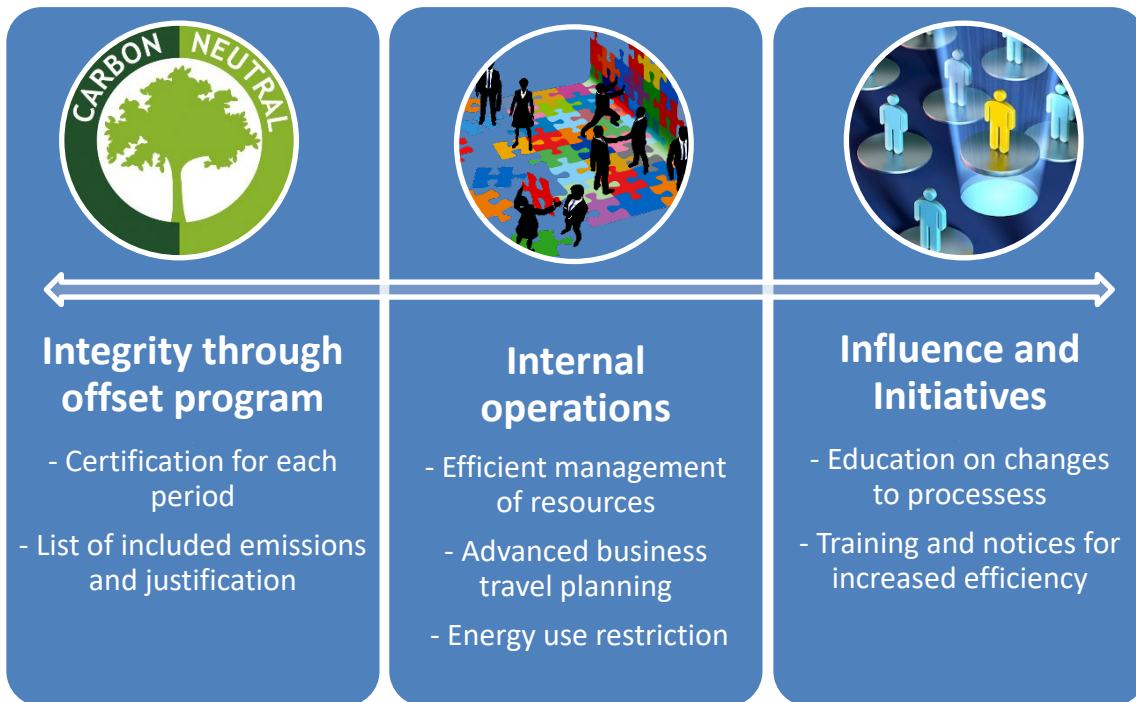 CARBON NEUTRAL
Integrity through
offset program
- Certification for each
period
- List of included emissions
and justification
Internal
operations
- Efficient management
of resources
- Advanced business
travel planning
- Energy use restriction
Influence and
Initiatives
- Education on changes
to processess
- Training and notices for
increased efficiency